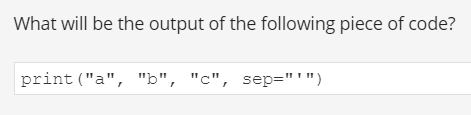 What will be the output of the following piece of code?
print("a", "b", "c", sep="'")